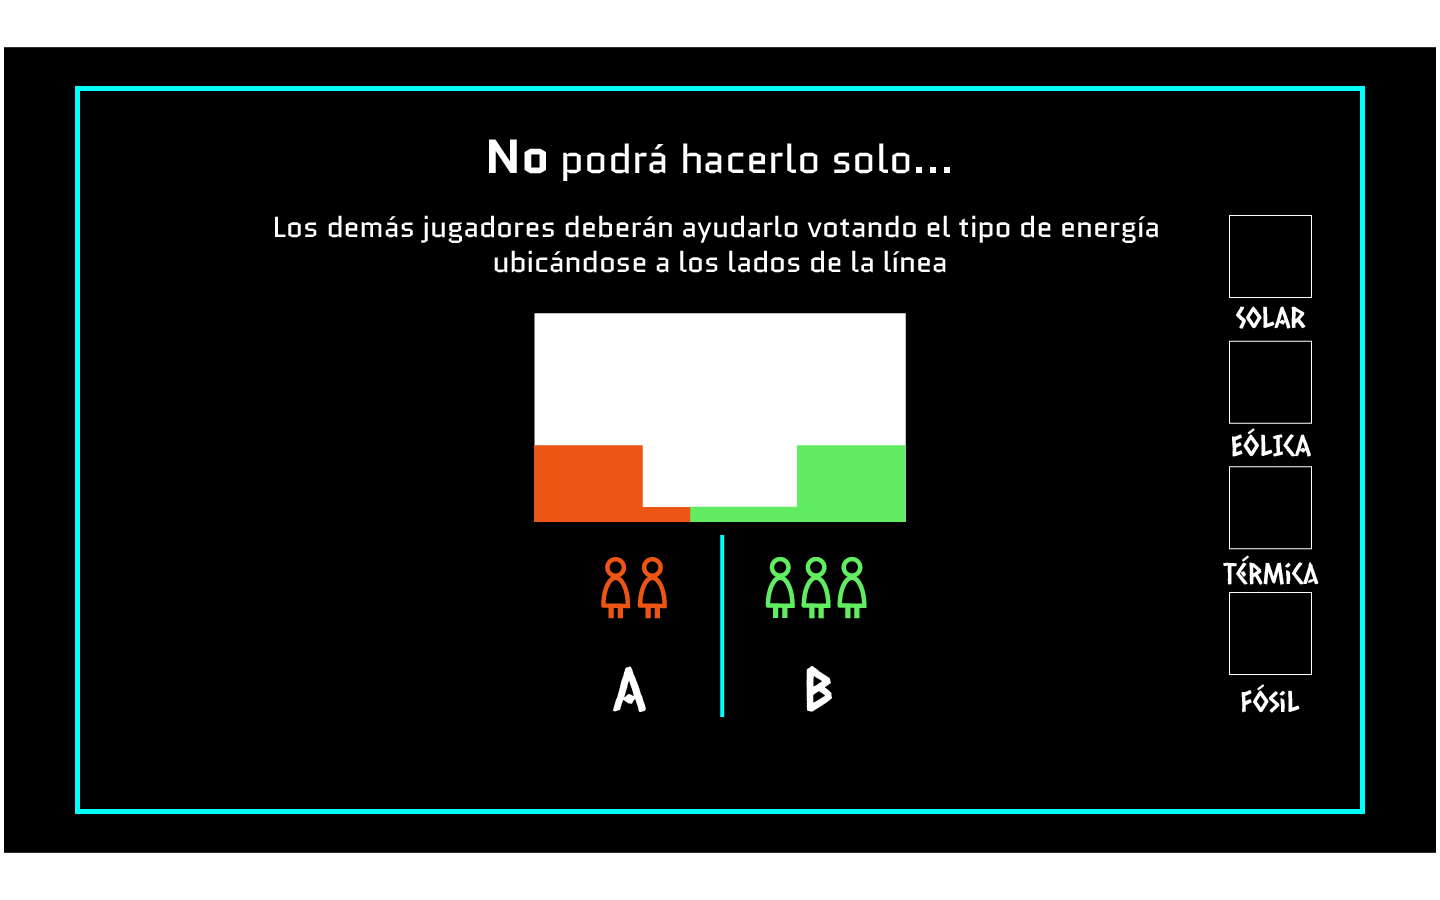 No podrá hacerlo solo...
Los demás jugadores deberán ayudarlo votando el tipo de energía
ubicándose a los lados de la línea
SOLAR
EÓLICA
TÉRMiCA
FÓSiL
A
B